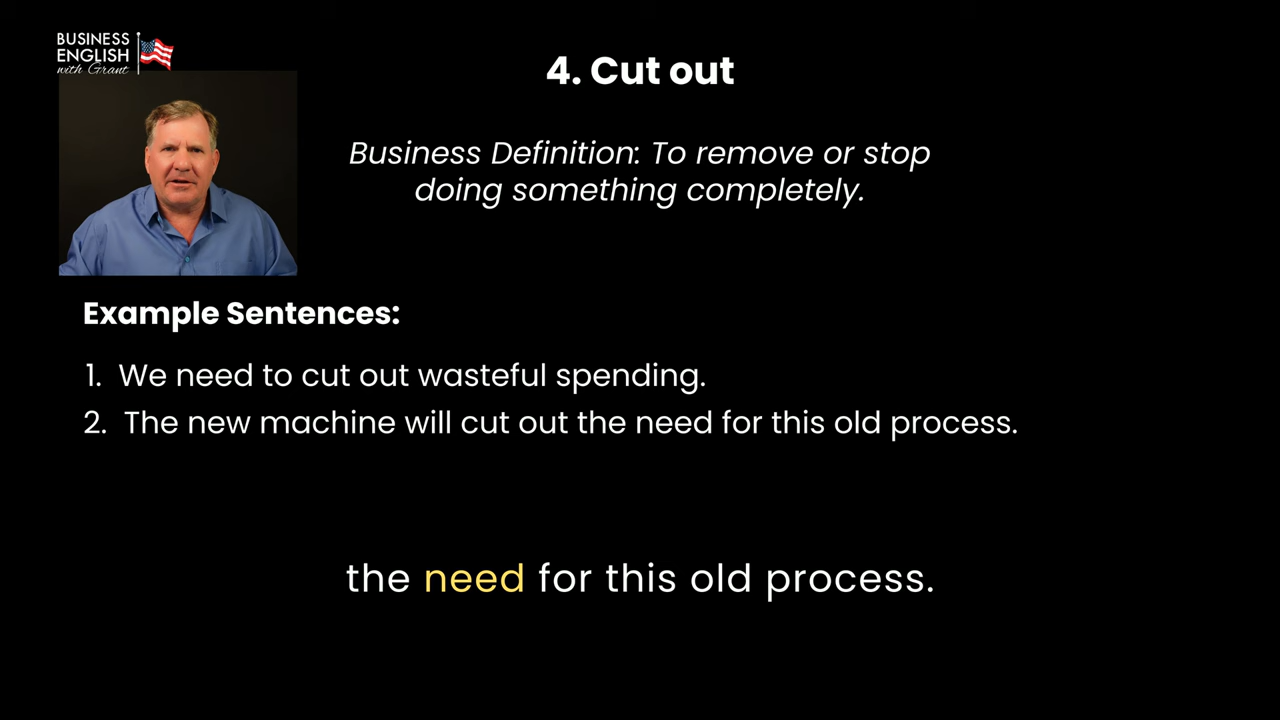 BUSINESS
ENGLISH
with Grant
4. Cut out
Business Definition: To remove or stop
doing something completely.
Example Sentences:
1. We need to cut out wasteful spending.
2. The new machine will cut out the need for this old process.
the need for this old process.